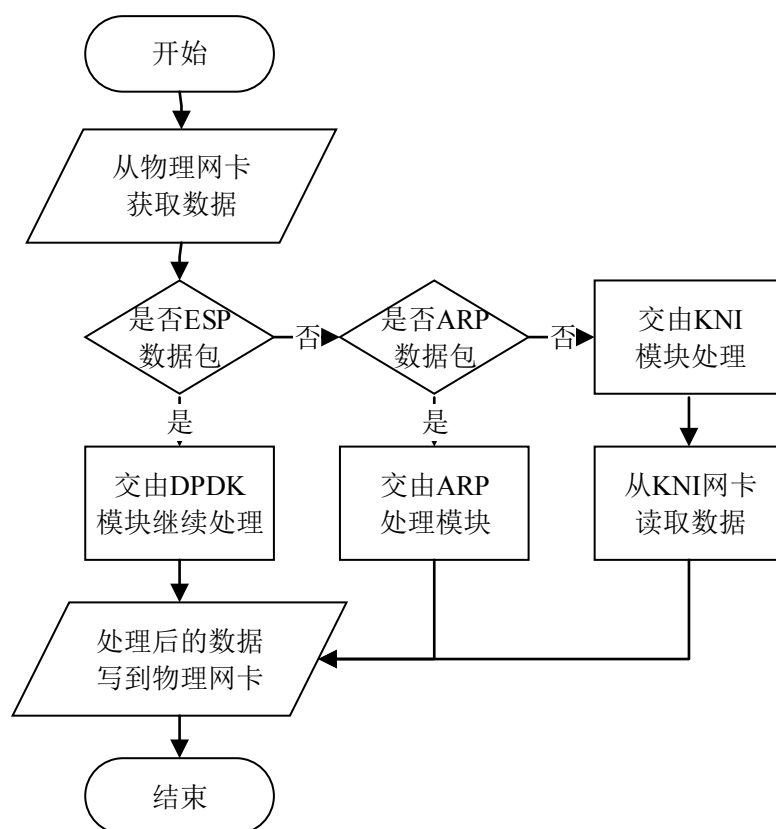 开始
从物理网卡
获取数据
是否ESP
数据包
否
是否ARP
数据包
否
交由KNI
模块处理
是
是
交由DPDK
模块继续处理
交由ARP
处理模块
从KNI网卡
读取数据
处理后的数据
写到物理网卡
结束